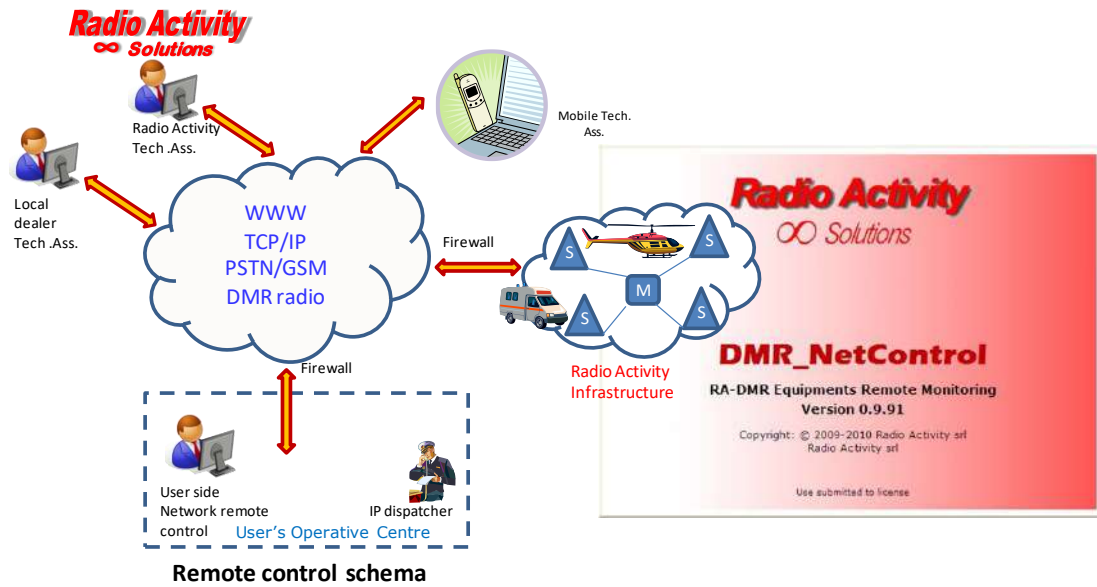 Radio Activity
∞ Solutions
Radio Activity
Tech .Ass.
Mobile Tech.
Ass.
Local
dealer
Tech .Ass.
WWW
TCP/IP
PSTN/GSM
DMR radio
Firewall
S
S
M
S
S
Radio Activity
Infrastructure
Firewall
User side
Network remote
control
IP dispatcher
User's Operative Centre
Remote control schema
Radio Activity
∞ Solutions
DMR_NetControl
RA-DMR Equipments Remote Monitoring
Version 0.9.91
Copyright: © 2009-2010 Radio Activity srl
Radio Activity srl
Use submitted to license